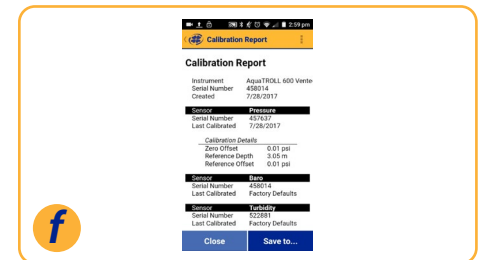 2:59 pm
Calibration Report
Calibration Report
Instrument AquaTROLL 600 Vente
Serial Number 458014
Created 7/28/2017
Sensor Pressure
Serial Number 457637
Last Calibrated 7/28/2017
Calibration Details
Zero Offset 0.01 psi
Reference Depth 3.05 m
Reference Offset 0.01 psi
Sensor Baro
Serial Number 458014
Last Calibrated Factory Defaults
Sensor Turbidity
Serial Number 522881
Last Calibrated Factory Defaults
Close Save to...
f